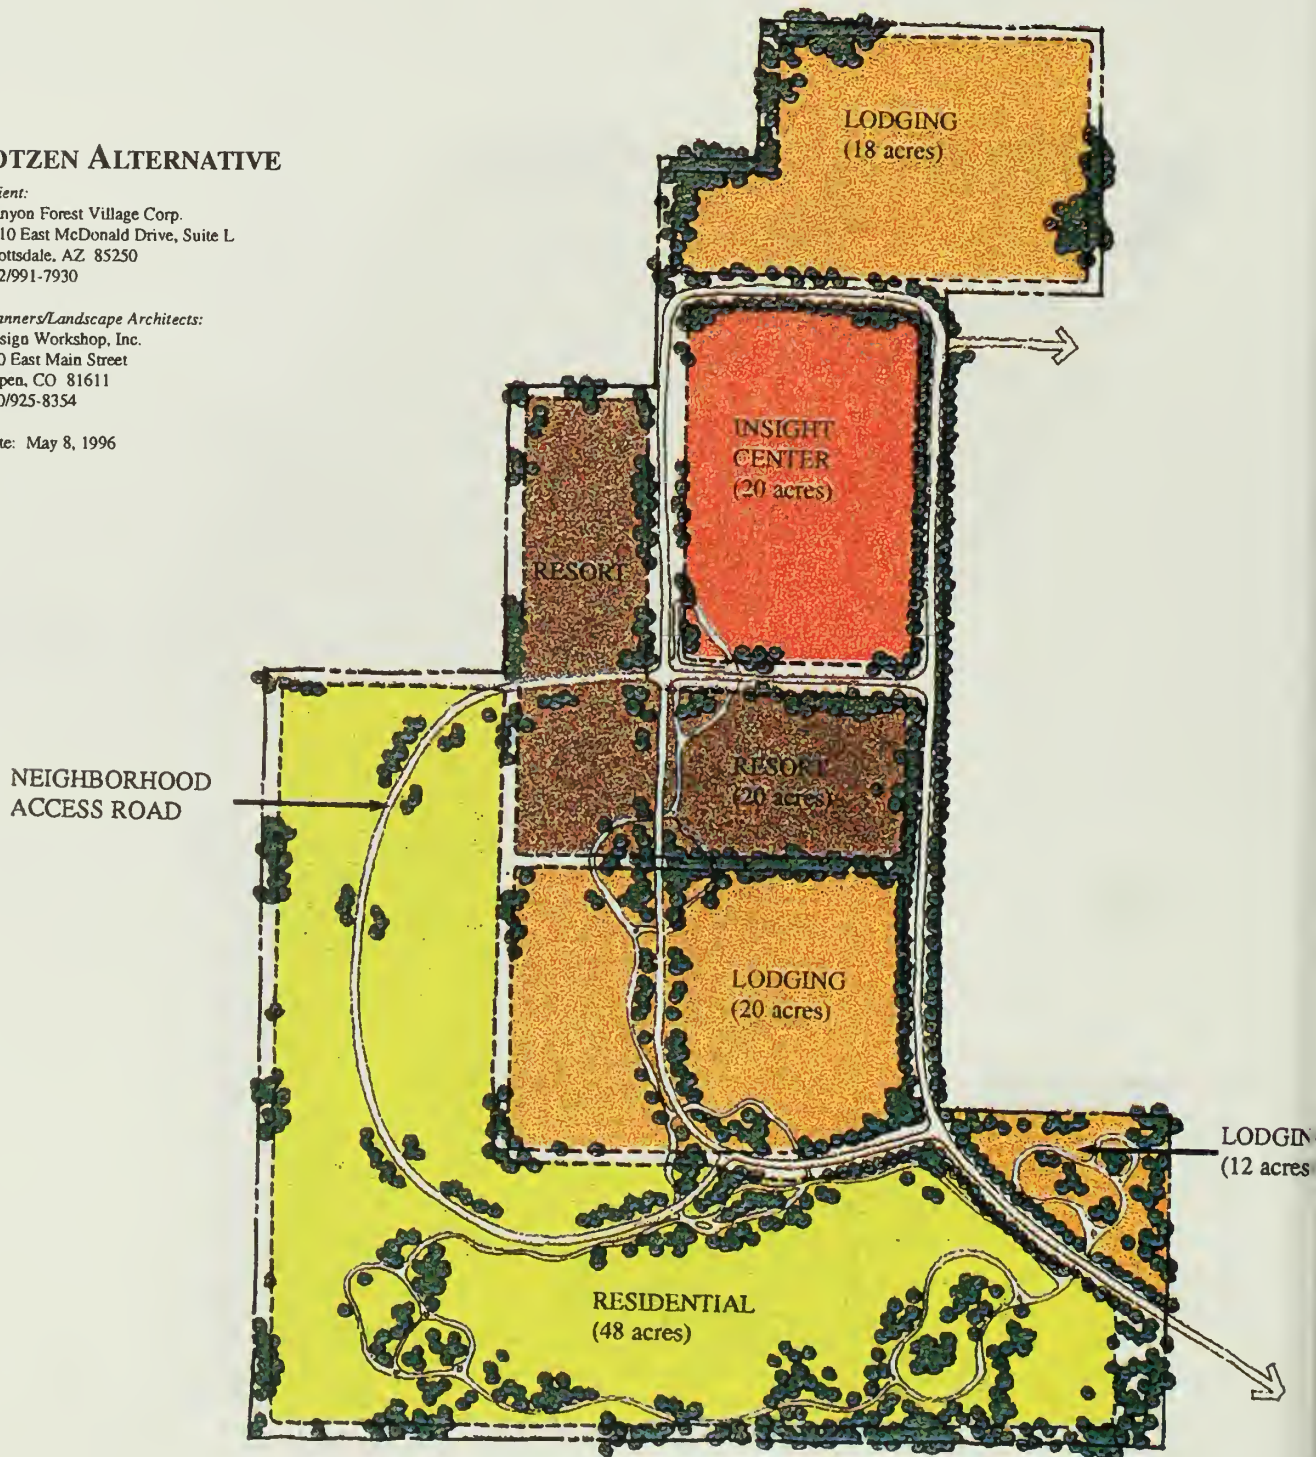 OTZEN ALTERNATIVE
ient:
nyon Forest Village Corp.
10 East McDonald Drive, Suite L
ottsdale, AZ 85250
2/991-7930
anners/Landscape Architects:
sign Workshop, Inc.
0 East Main Street
pen, CO 81611
0/925-8354
te: May 8, 1996
LODGING
(18 acres)
INSIGHT
CENTER
(20 acres)
RESORT
RESORT
(20 acres)
NEIGHBORHOOD
ACCESS ROAD
LODGING
(20 acres)
LODGIN
(12 acres
RESIDENTIAL
(48 acres)